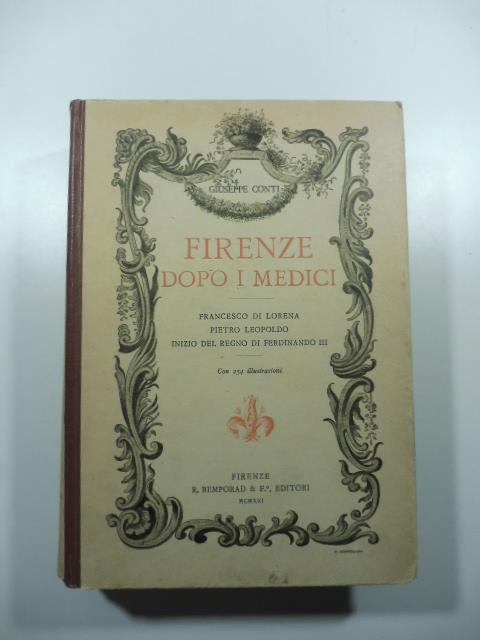 GIUSEPPE CONTI
FIRENZE
DOPO I MEDICI
FRANCESCO DI LORENA
PIETRO LEOPOLDO
INIZIO DEL REGNO DI FERDINANDO III
Con 254 illustrazioni
FIRENZE
R. BEMPORAD & F.º, EDITORI
MCMXXI